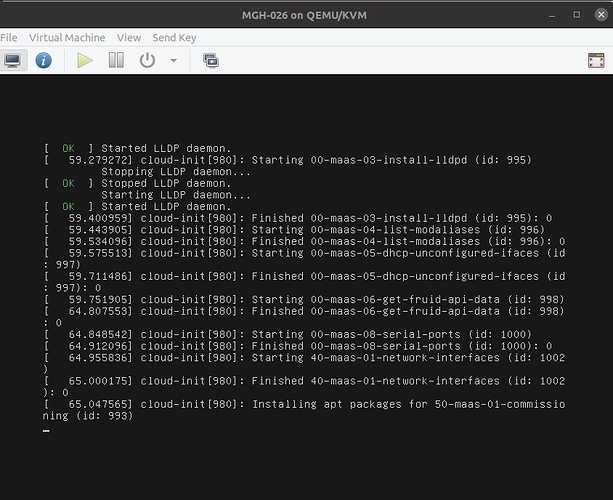 MGH-026 on QEMU/KVM
File Virtual Machine View Send Key
[  OK  ] Started LLDP daemon.
[   59.279272] cloud-init[980]: Starting 00-maas-03-install-lldpd (id: 995)
Stopping LLDP daemon...
[  OK  ] Stopped LLDP daemon.
Starting LLDP daemon...
[  OK  ] Started LLDP daemon.
[   59.400959] cloud-init[980]: Finished 00-maas-03-install-lldpd (id: 995): 0
[   59.443905] cloud-init[980]: Starting 00-maas-04-list-modaliases (id: 996)
[   59.534096] cloud-init[980]: Finished 00-maas-04-list-modaliases (id: 996): 0
[   59.575513] cloud-init[980]: Starting 00-maas-05-dhcp-unconfigured-ifaces (id
: 997)
[   59.711486] cloud-init[980]: Finished 00-maas-05-dhcp-unconfigured-ifaces (id
: 997): 0
[   59.751905] cloud-init[980]: Starting 00-maas-06-get-fruid-api-data (id: 998)
[   64.807553] cloud-init[980]: Finished 00-maas-06-get-fruid-api-data (id: 998)
: 0
[   64.848542] cloud-init[980]: Starting 00-maas-08-serial-ports (id: 1000)
[   64.912096] cloud-init[980]: Finished 00-maas-08-serial-ports (id: 1000): 0
[   64.955836] cloud-init[980]: Starting 40-maas-01-network-interfaces (id: 1002
)
[   65.000175] cloud-init[980]: Finished 40-maas-01-network-interfaces (id: 1002
): 0
[   65.047565] cloud-init[980]: Installing apt packages for 50-maas-01-commissio
ning (id: 993)